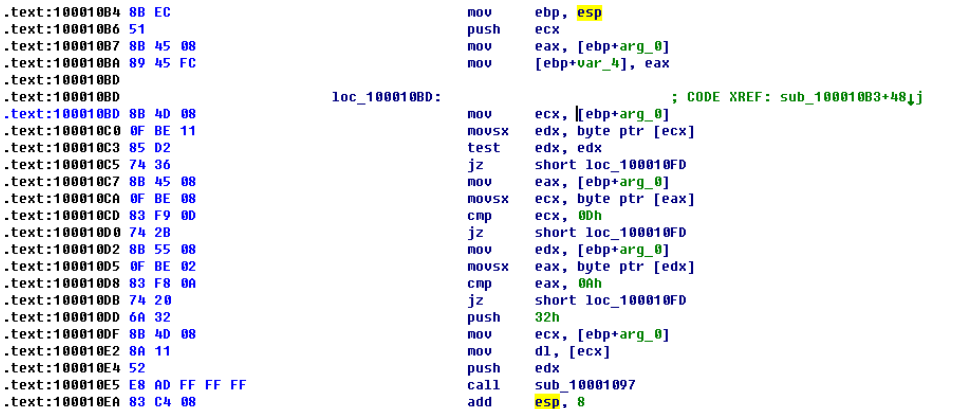 .text:100010B4 8B EC mov ebp, esp
.text:100010B6 51 push ecx
.text:100010B7 8B 45 08 mov eax, [ebp+arg_0]
.text:100010BA 89 45 FC mov [ebp+var_4], eax
.text:100010BD
.text:100010BD loc_100010BD: ; CODE XREF: sub_100010B3+48↓j
.text:100010BD 8B 4D 08 mov ecx, [ebp+arg_0]
.text:100010C0 0F BE 11 movsx edx, byte ptr [ecx]
.text:100010C3 85 D2 test edx, edx
.text:100010C5 74 36 jz short loc_100010FD
.text:100010C7 8B 45 08 mov eax, [ebp+arg_0]
.text:100010CA 0F BE 08 movsx ecx, byte ptr [eax]
.text:100010CD 83 F9 0D cmp ecx, 0Dh
.text:100010D0 74 2B jz short loc_100010FD
.text:100010D2 8B 55 08 mov edx, [ebp+arg_0]
.text:100010D5 0F BE 02 movsx eax, byte ptr [edx]
.text:100010D8 83 F8 0A cmp eax, 0Ah
.text:100010DB 74 20 jz short loc_100010FD
.text:100010DD 6A 32 push 32h
.text:100010DF 8B 4D 08 mov ecx, [ebp+arg_0]
.text:100010E2 8A 11 mov dl, [ecx]
.text:100010E4 52 push edx
.text:100010E5 E8 AD FF FF FF call sub_10001097
.text:100010EA 83 C4 08 add esp, 8